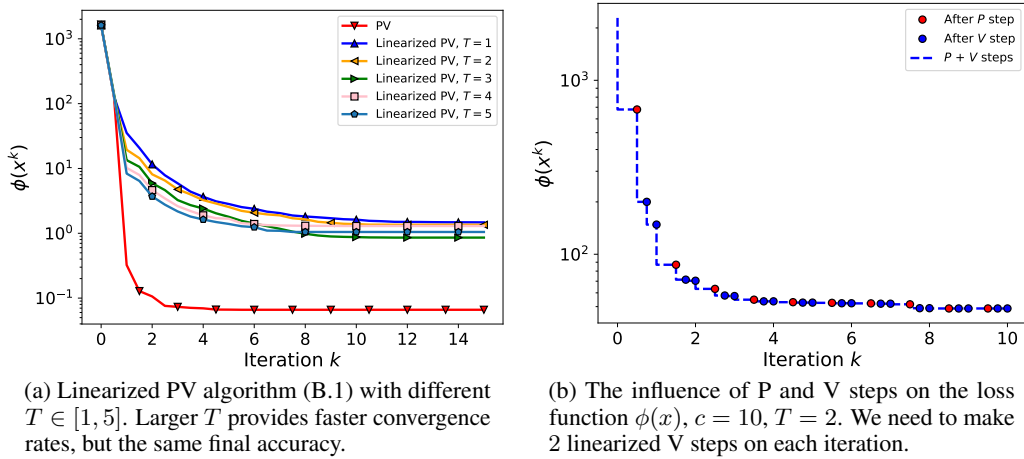 10³
10²
10¹
10⁰
10⁻¹
ϕ(xᵏ)
0 2 4 6 8 10 12 14
Iteration k
PV
Linearized PV, T = 1
Linearized PV, T = 2
Linearized PV, T = 3
Linearized PV, T = 4
Linearized PV, T = 5
(a) Linearized PV algorithm (B.1) with different
T ∈ [1, 5]. Larger T provides faster convergence
rates, but the same final accuracy.
10³
10²
ϕ(xᵏ)
0 2 4 6 8 10
Iteration k
After P step
After V step
P + V steps
(b) The influence of P and V steps on the loss
function ϕ(x), c = 10, T = 2. We need to make
2 linearized V steps on each iteration.